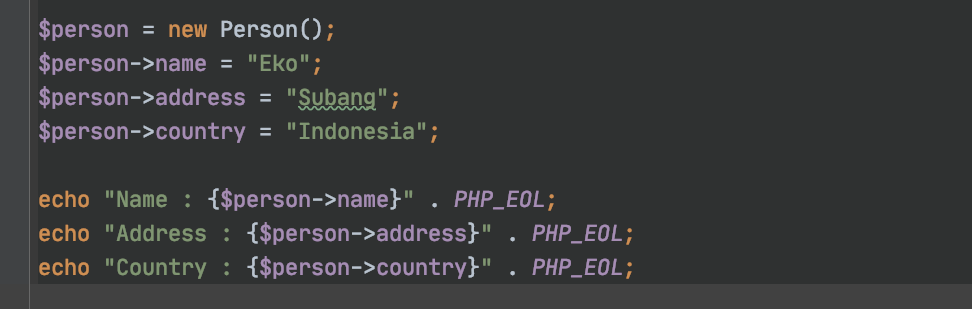 $person = new Person();
$person->name = "Eko";
$person->address = "Subang";
$person->country = "Indonesia";
echo "Name : {$person->name}" . PHP_EOL;
echo "Address : {$person->address}" . PHP_EOL;
echo "Country : {$person->country}" . PHP_EOL;